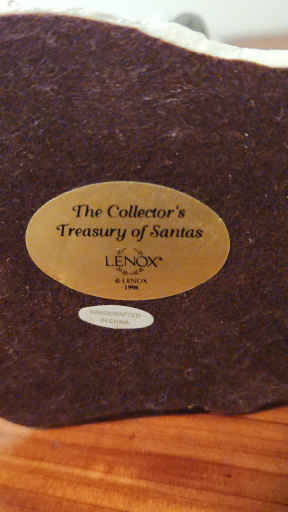 The Collector's
Treasury of Santas
LENOX®
© LENOX
1996
HANDCRAFTED
IN CHINA